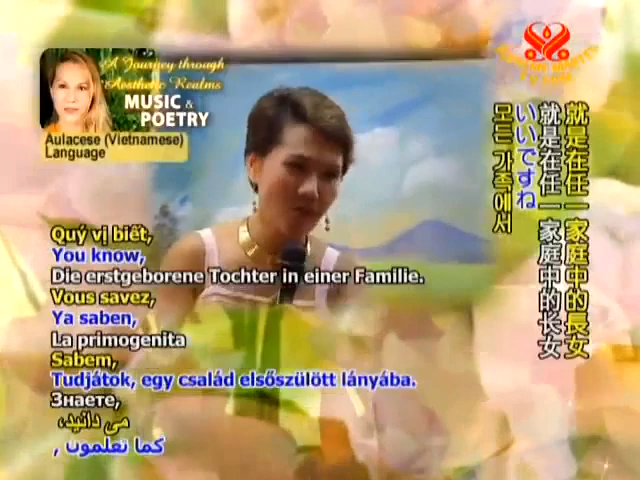 A Journey through
Aesthetic Realms
MUSIC &
POETRY
Aulacese (Vietnamese)
Language
Quý vị biết,
You know,
Die erstgeborene Tochter in einer Familie.
Vous savez,
Ya saben,
La primogenita
Sabem,
Tudjátok, egy család elsőszülött lányába.
Знаете,
می دانید،
كما تعلمون ,
就是在任一家庭中的長女
就是在任一家庭中的长女
いいですね
모든 가족에서